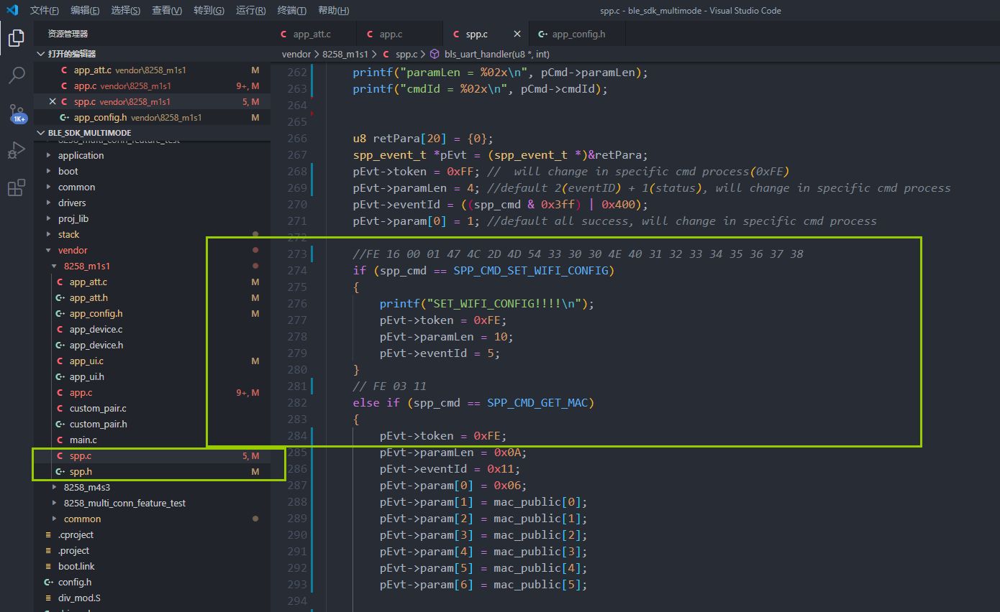 文件(F) 编辑(E) 选择(S) 查看(V) 转到(G) 运行(R) 终端(T) 帮助(H) spp.c - ble_sdk_multimode - Visual Studio Code
资源管理器
打开的编辑器
app_att.c vendor\8258_m1s1 M
app.c vendor\8258_m1s1 9+, M
spp.c vendor\8258_m1s1 5, M
app_config.h vendor\8258_m1s1 M
1K+
BLE_SDK_MULTIMODE
8258_multi_conn_feature_test
application
boot
common
drivers
proj_lib
stack
vendor
8258_m1s1
app_att.c M
app_att.h M
app_config.h M
app_device.c
app_device.h
app_ui.c M
app_ui.h
app.c 9+, M
custom_pair.c
custom_pair.h
main.c
spp.c 5, M
spp.h M
8258_m4s3
8258_multi_conn_feature_test
common
.cproject
.project
boot.link
config.h
div_mod.S
app_att.c app.c spp.c app_config.h
vendor > 8258_m1s1 > spp.c > bls_uart_handler(u8 *, int)
262 printf("paramLen = %02x\n", pCmd->paramLen);
263 printf("cmdId = %02x\n", pCmd->cmdId);
264
265
266 u8 retPara[20] = {0};
267 spp_event_t *pEvt = (spp_event_t *)&retPara;
268 pEvt->token = 0xFF; //  will change in specific cmd process(0xFE)
269 pEvt->paramLen = 4; //default 2(eventID) + 1(status), will change in specific cmd process
270 pEvt->eventId = ((spp_cmd & 0x3ff) | 0x400);
271 pEvt->param[0] = 1; //default all success, will change in specific cmd process
272
273 //FE 16 00 01 47 4C 2D 4D 54 33 30 30 4E 40 31 32 33 34 35 36 37 38
274 if (spp_cmd == SPP_CMD_SET_WIFI_CONFIG)
275 {
276 printf("SET_WIFI_CONFIG!!!!\n");
277 pEvt->token = 0xFE;
278 pEvt->paramLen = 10;
279 pEvt->eventId = 5;
280 }
281 // FE 03 11
282 else if (spp_cmd == SPP_CMD_GET_MAC)
283 {
284 pEvt->token = 0xFE;
285 pEvt->paramLen = 0x0A;
286 pEvt->eventId = 0x11;
287 pEvt->param[0] = 0x06;
288 pEvt->param[1] = mac_public[0];
289 pEvt->param[2] = mac_public[1];
290 pEvt->param[3] = mac_public[2];
291 pEvt->param[4] = mac_public[3];
292 pEvt->param[5] = mac_public[4];
293 pEvt->param[6] = mac_public[5];
294